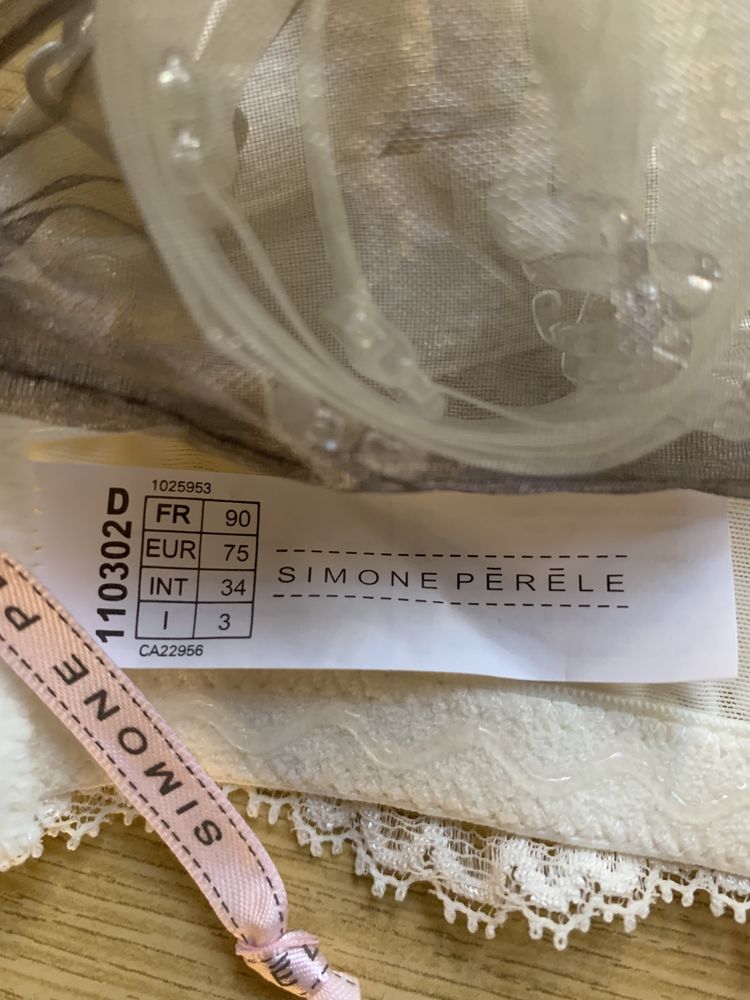 1025953
110302D
FR 90
EUR 75
INT 34
I 3
CA22956
SIMONE PĒRĒLE
SIMONE P